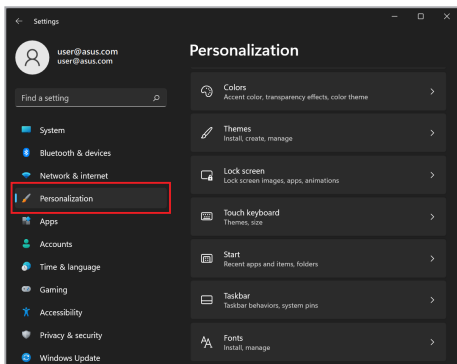 Settings
user@asus.com
user@asus.com
Find a setting
System
Bluetooth & devices
Network & internet
Personalization
Apps
Accounts
Time & language
Gaming
Accessibility
Privacy & security
Windows Update
Personalization
Colors
Accent color, transparency effects, color theme
Themes
Install, create, manage
Lock screen
Lock screen images, apps, animations
Touch keyboard
Themes, size
Start
Recent apps and items, folders
Taskbar
Taskbar behaviors, system pins
Fonts
Install, manage